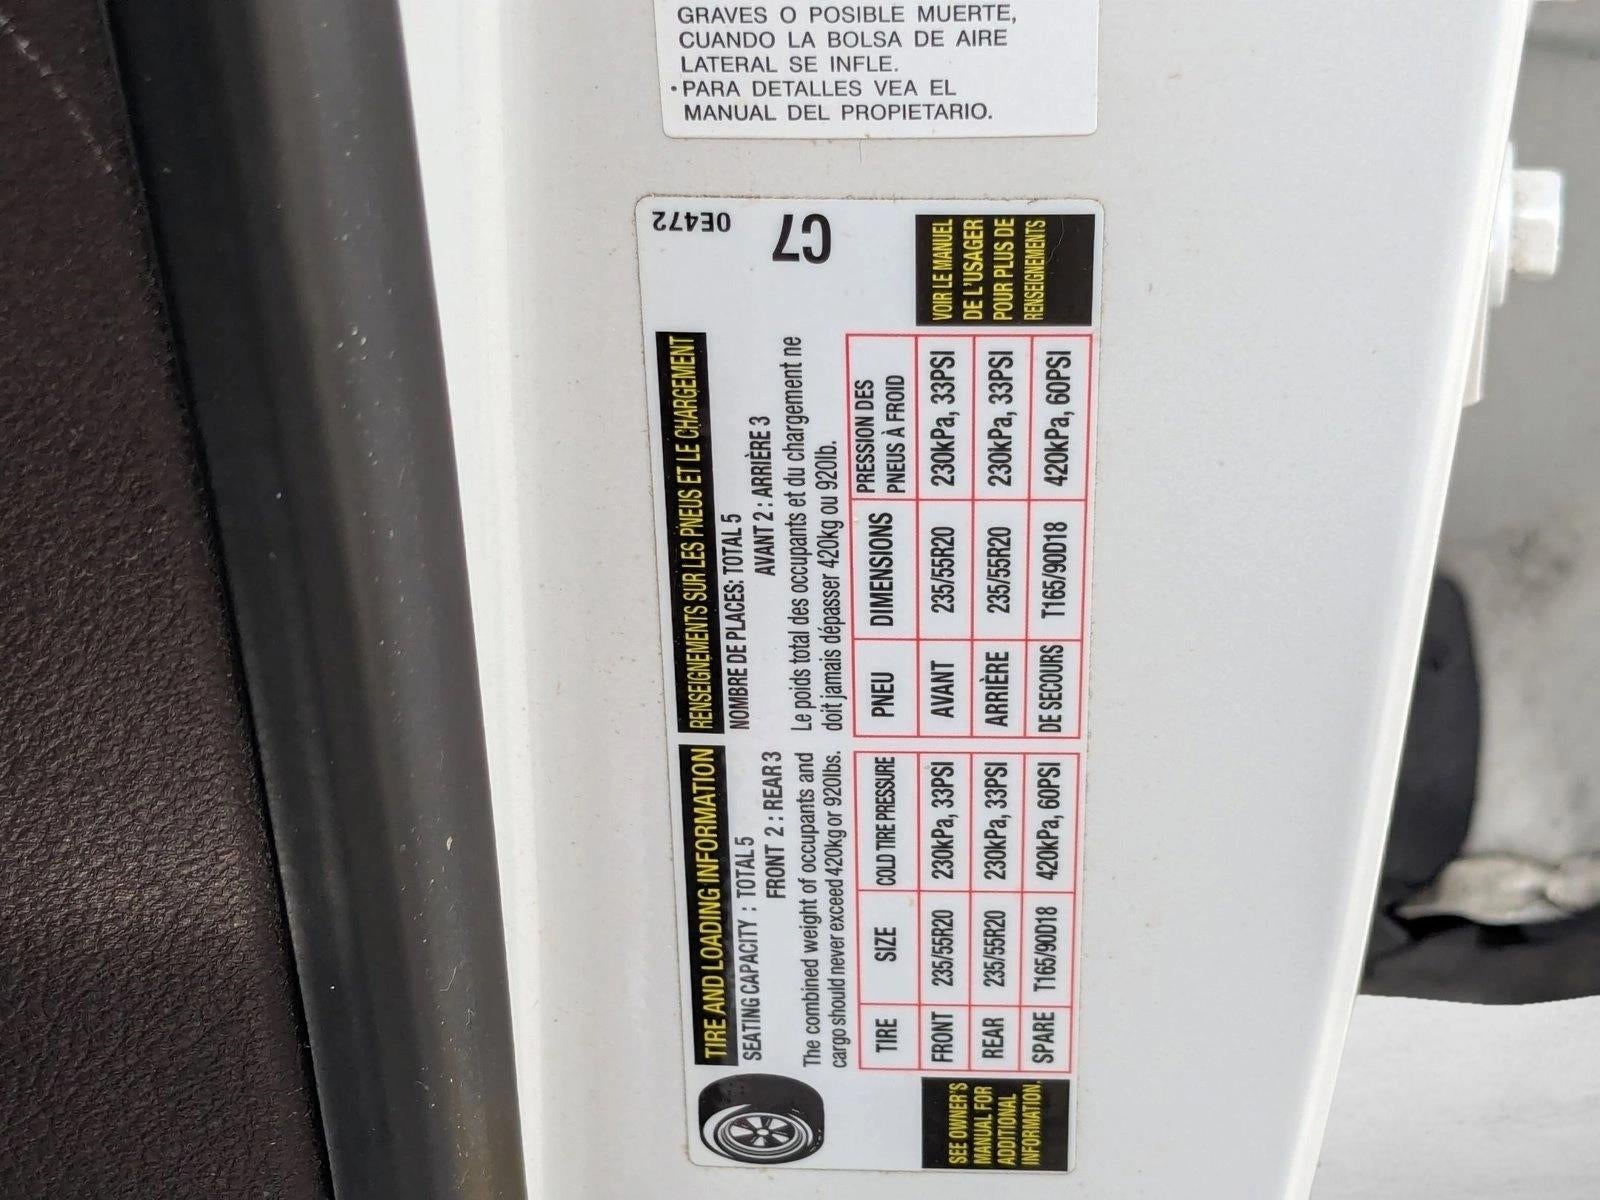 GRAVES O POSIBLE MUERTE,
CUANDO LA BOLSA DE AIRE
LATERAL SE INFLE.
•PARA DETALLES VEA EL
MANUAL DEL PROPIETARIO.
0E472
C7
TIRE AND LOADING INFORMATION
SEATING CAPACITY : TOTAL 5
FRONT 2 : REAR 3
The combined weight of occupants and
cargo should never exceed 420kg or 920lbs.
TIRE SIZE COLD TIRE PRESSURE
FRONT 235/55R20 230kPa, 33PSI
REAR 235/55R20 230kPa, 33PSI
SPARE T165/90D18 420kPa, 60PSI
SEE OWNER'S
MANUAL FOR
ADDITIONAL
INFORMATION.
RENSEIGNEMENTS SUR LES PNEUS ET LE CHARGEMENT
NOMBRE DE PLACES: TOTAL 5
AVANT 2 : ARRIÈRE 3
Le poids total des occupants et du chargement ne
doit jamais dépasser 420kg ou 920lb.
PNEU DIMENSIONS PRESSION DES
PNEUS À FROID
AVANT 235/55R20 230kPa, 33PSI
ARRIÈRE 235/55R20 230kPa, 33PSI
DE SECOURS T165/90D18 420kPa, 60PSI
VOIR LE MANUEL
DE L'USAGER
POUR PLUS DE
RENSEIGNEMENTS